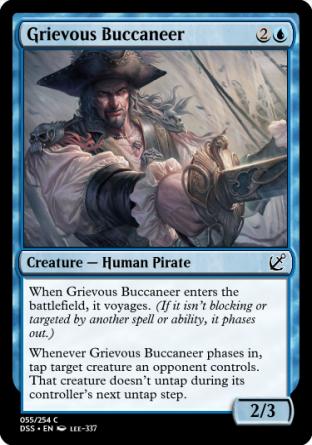 Grievous Buccaneer 2
Creature — Human Pirate
When Grievous Buccaneer enters the
battlefield, it voyages. (If it isn't blocking or
targeted by another spell or ability, it phases
out.)
Whenever Grievous Buccaneer phases in,
tap target creature an opponent controls.
That creature doesn't untap during its
controller's next untap step.
055/254 C
DSS • EN LEE-337
2/3